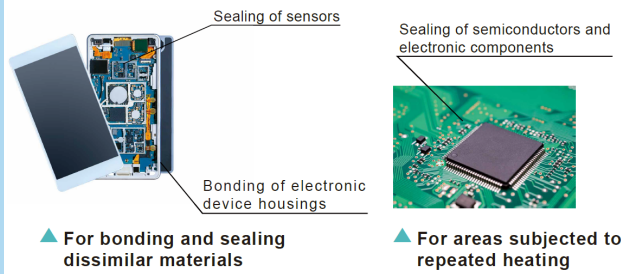 Sealing of sensors
Bonding of electronic
device housings
▲ For bonding and sealing
dissimilar materials
Sealing of semiconductors and
electronic components
▲ For areas subjected to
repeated heating